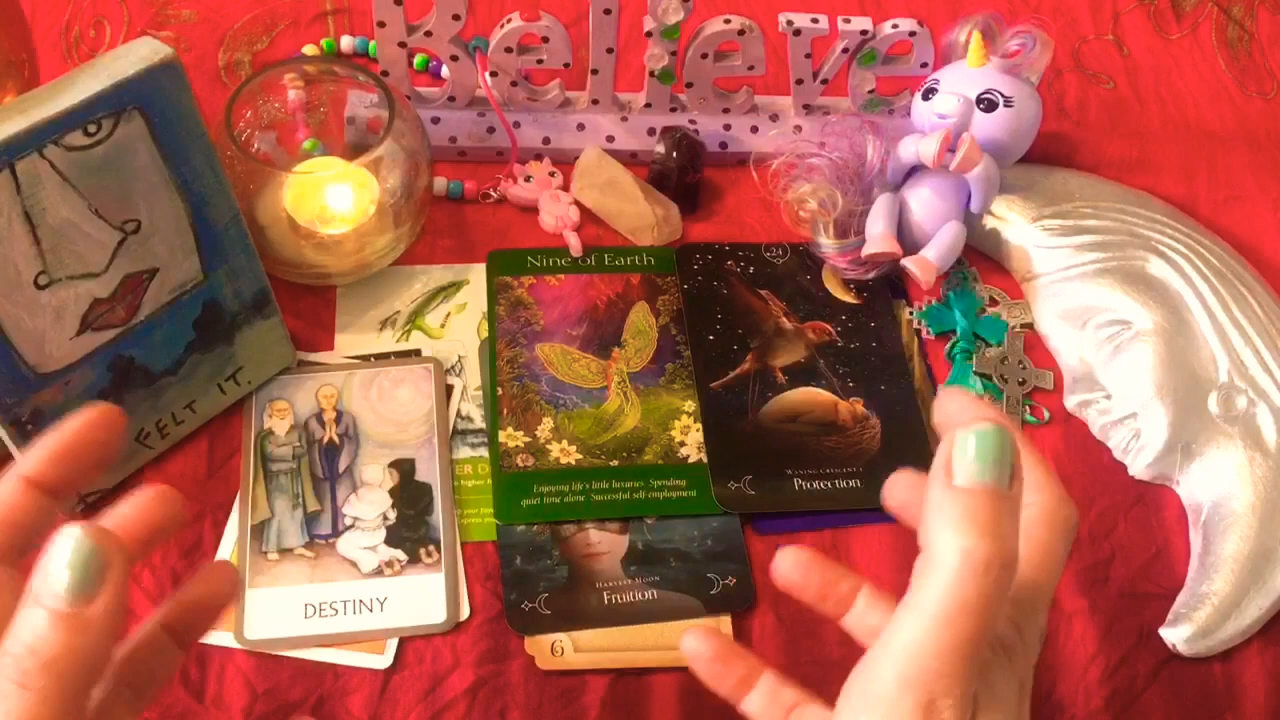 Believe
FELT IT.
Nine of Earth
Enjoying life's little luxuries. Spending
quiet time alone. Successful self-employment
24
WANING CRESCENT
Protection
DESTINY
HARVEST MOON
Fruition
6